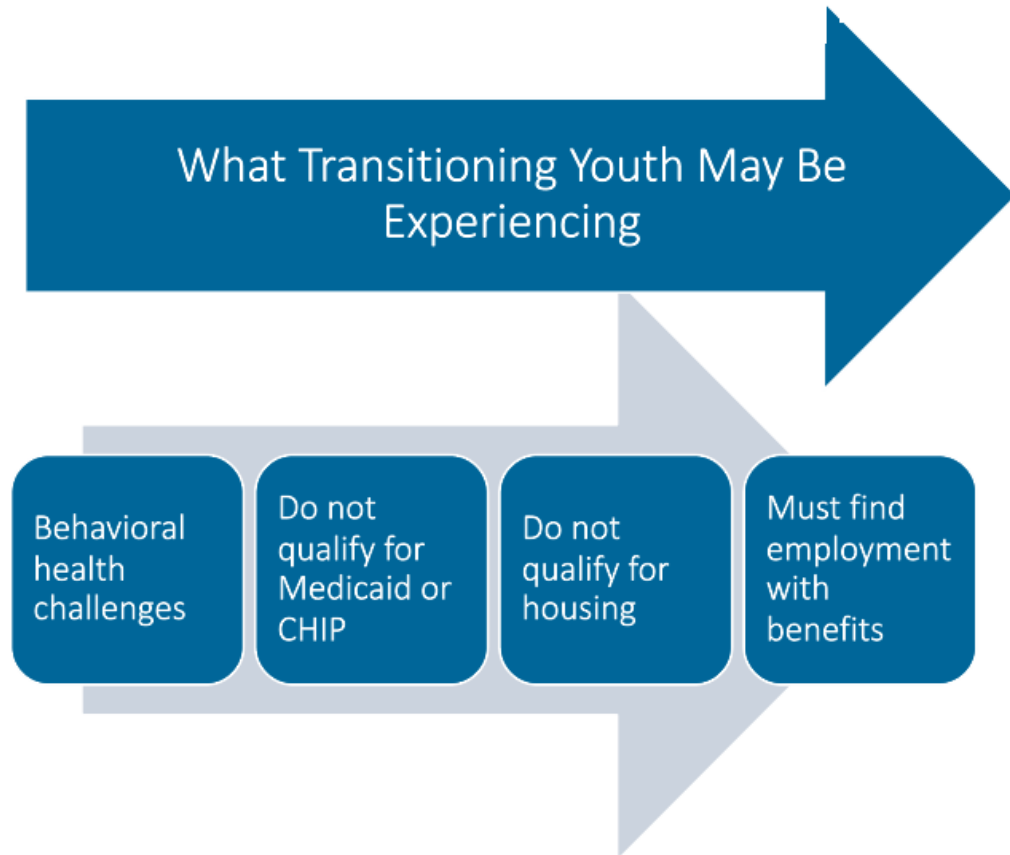 What Transitioning Youth May Be
Experiencing
Behavioral
health
challenges
Do not
qualify for
Medicaid or
CHIP
Do not
qualify for
housing
Must find
employment
with
benefits